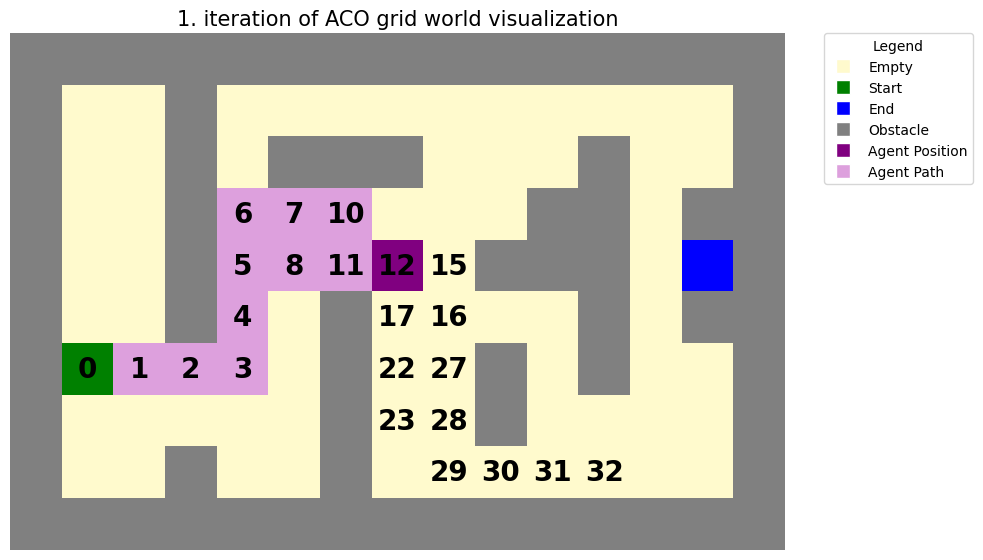 1. iteration of ACO grid world visualization
Legend
Empty
Start
End
Obstacle
Agent Position
Agent Path
6 7 10
5 8 11 12 15
4 17 16
0 1 2 3 22 27
23 28
29 30 31 32